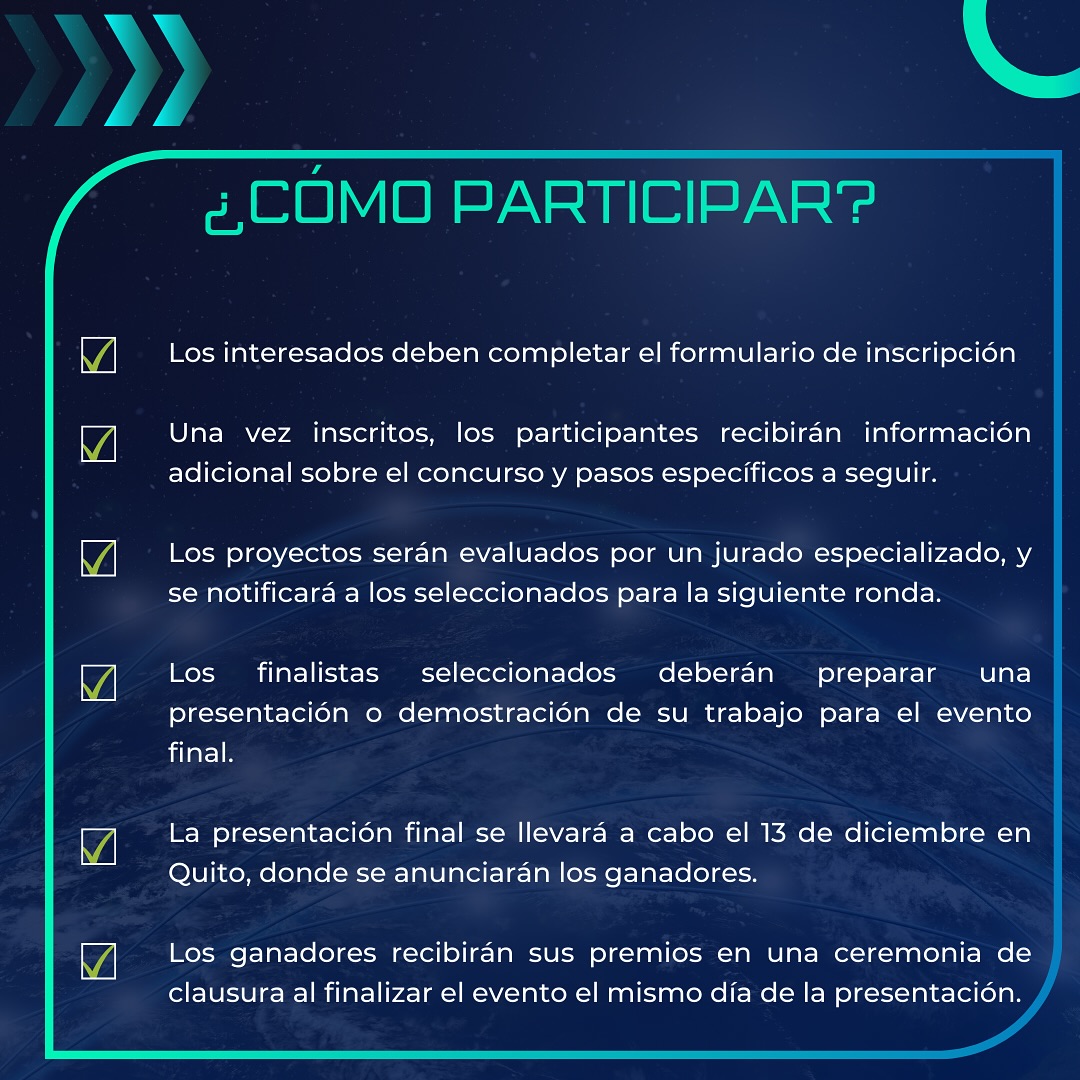 ¿CÓMO PARTICIPAR?
Los interesados deben completar el formulario de inscripción
Una vez inscritos, los participantes recibirán información
adicional sobre el concurso y pasos específicos a seguir.
Los proyectos serán evaluados por un jurado especializado, y
se notificará a los seleccionados para la siguiente ronda.
Los finalistas seleccionados deberán preparar una
presentación o demostración de su trabajo para el evento
final.
La presentación final se llevará a cabo el 13 de diciembre en
Quito, donde se anunciarán los ganadores.
Los ganadores recibirán sus premios en una ceremonia de
clausura al finalizar el evento el mismo día de la presentación.